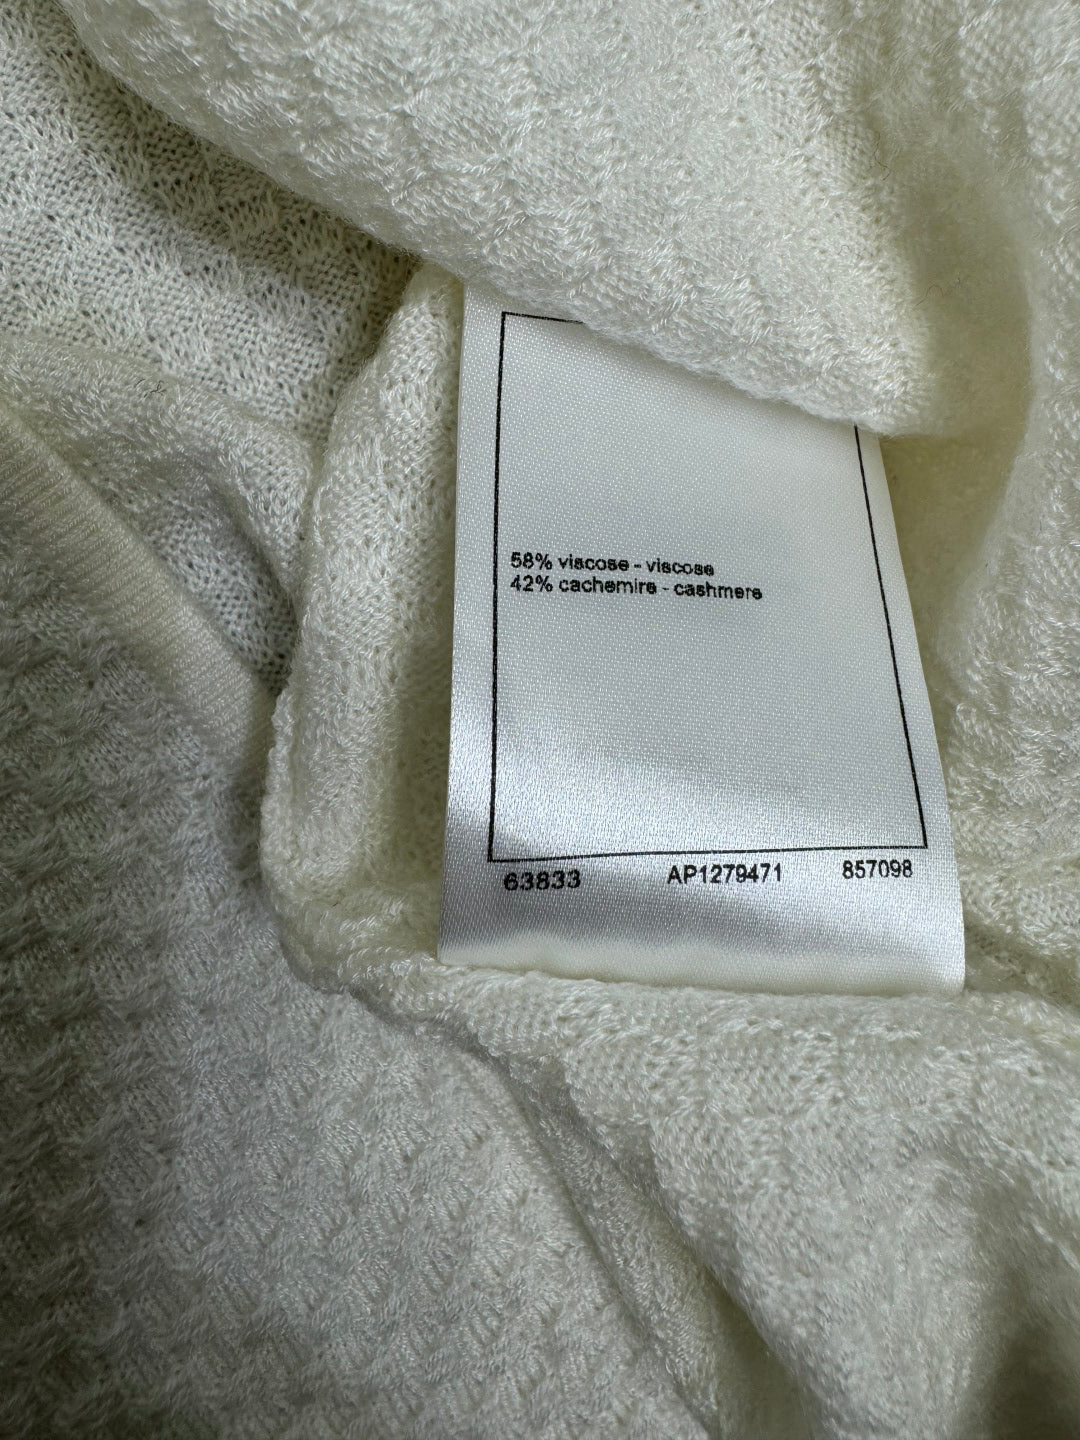 58% viscose - viscose
42% cachemire - cashmere
63833 AP1279471 857098